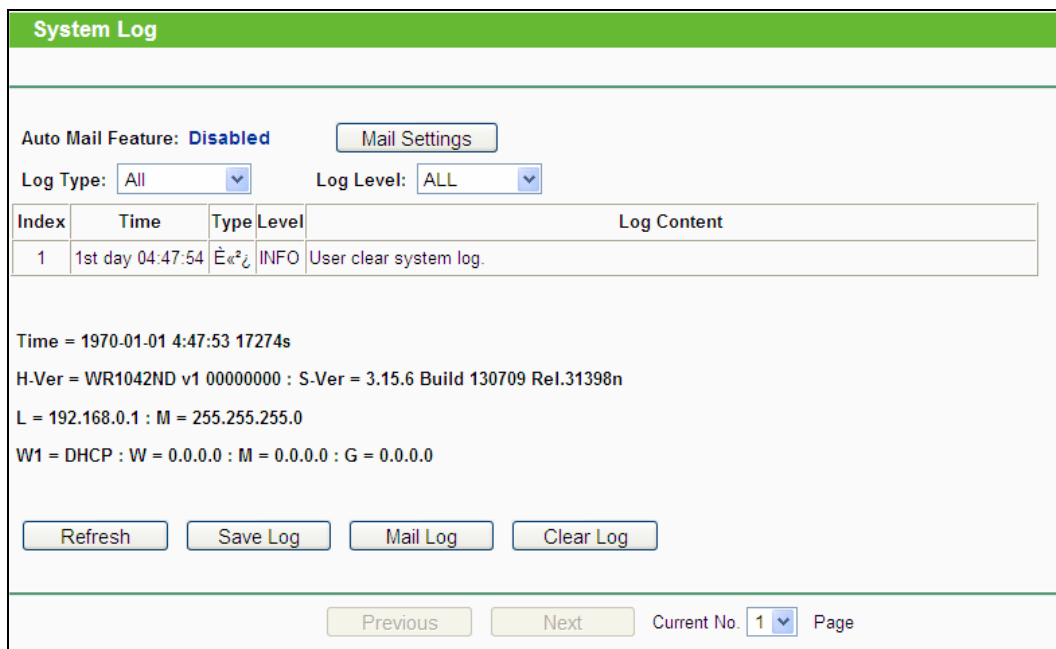 System Log
Auto Mail Feature: Disabled Mail Settings
Log Type: All Log Level: ALL
Index Time Type Level Log Content
1 1st day 04:47:54 È«²¿ INFO User clear system log.
Time = 1970-01-01 4:47:53 17274s
H-Ver = WR1042ND v1 00000000 : S-Ver = 3.15.6 Build 130709 Rel.31398n
L = 192.168.0.1 : M = 255.255.255.0
W1 = DHCP : W = 0.0.0.0 : M = 0.0.0.0 : G = 0.0.0.0
Refresh Save Log Mail Log Clear Log
Previous Next Current No. 1 Page